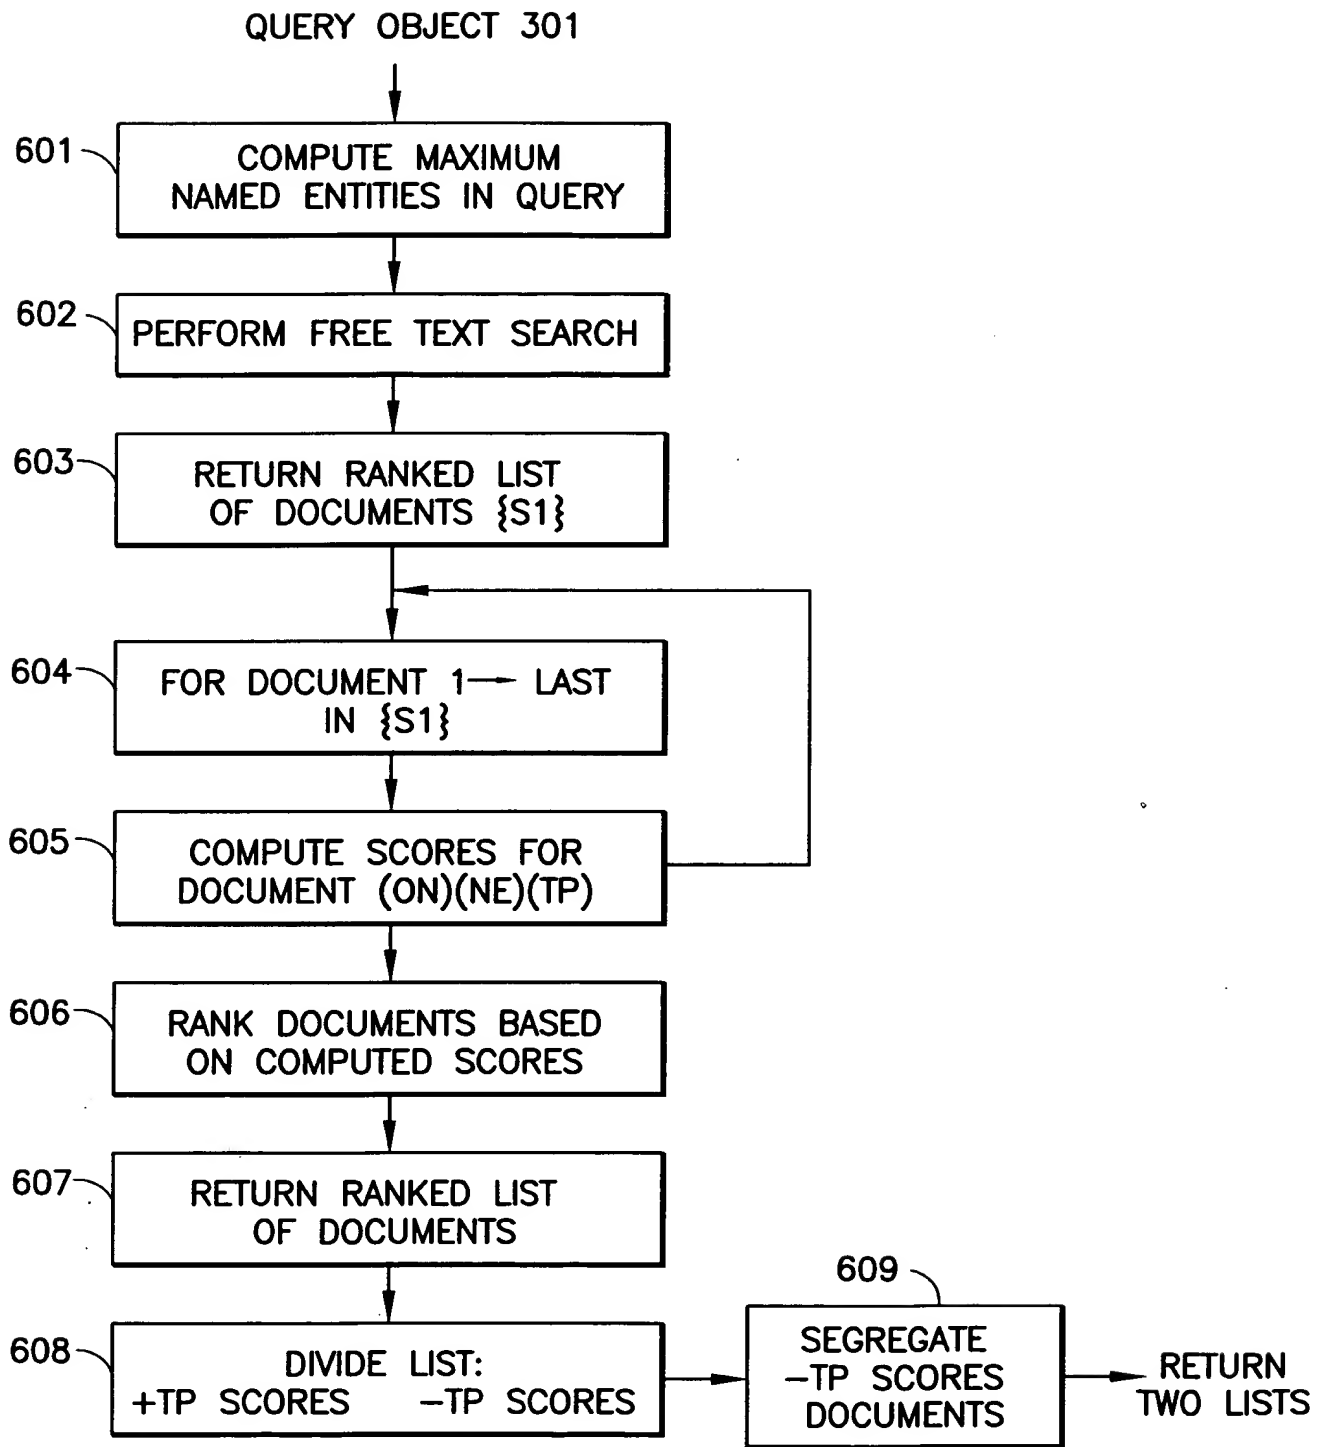 QUERY OBJECT 301
601
COMPUTE MAXIMUM
NAMED ENTITIES IN QUERY
602
PERFORM FREE TEXT SEARCH
603
RETURN RANKED LIST
OF DOCUMENTS {S1}
604
FOR DOCUMENT 1→ LAST
IN {S1}
605
COMPUTE SCORES FOR
DOCUMENT (ON)(NE)(TP)
606
RANK DOCUMENTS BASED
ON COMPUTED SCORES
607
RETURN RANKED LIST
OF DOCUMENTS
608
DIVIDE LIST:
+TP SCORES −TP SCORES
609
SEGREGATE
−TP SCORES
DOCUMENTS
RETURN
TWO LISTS